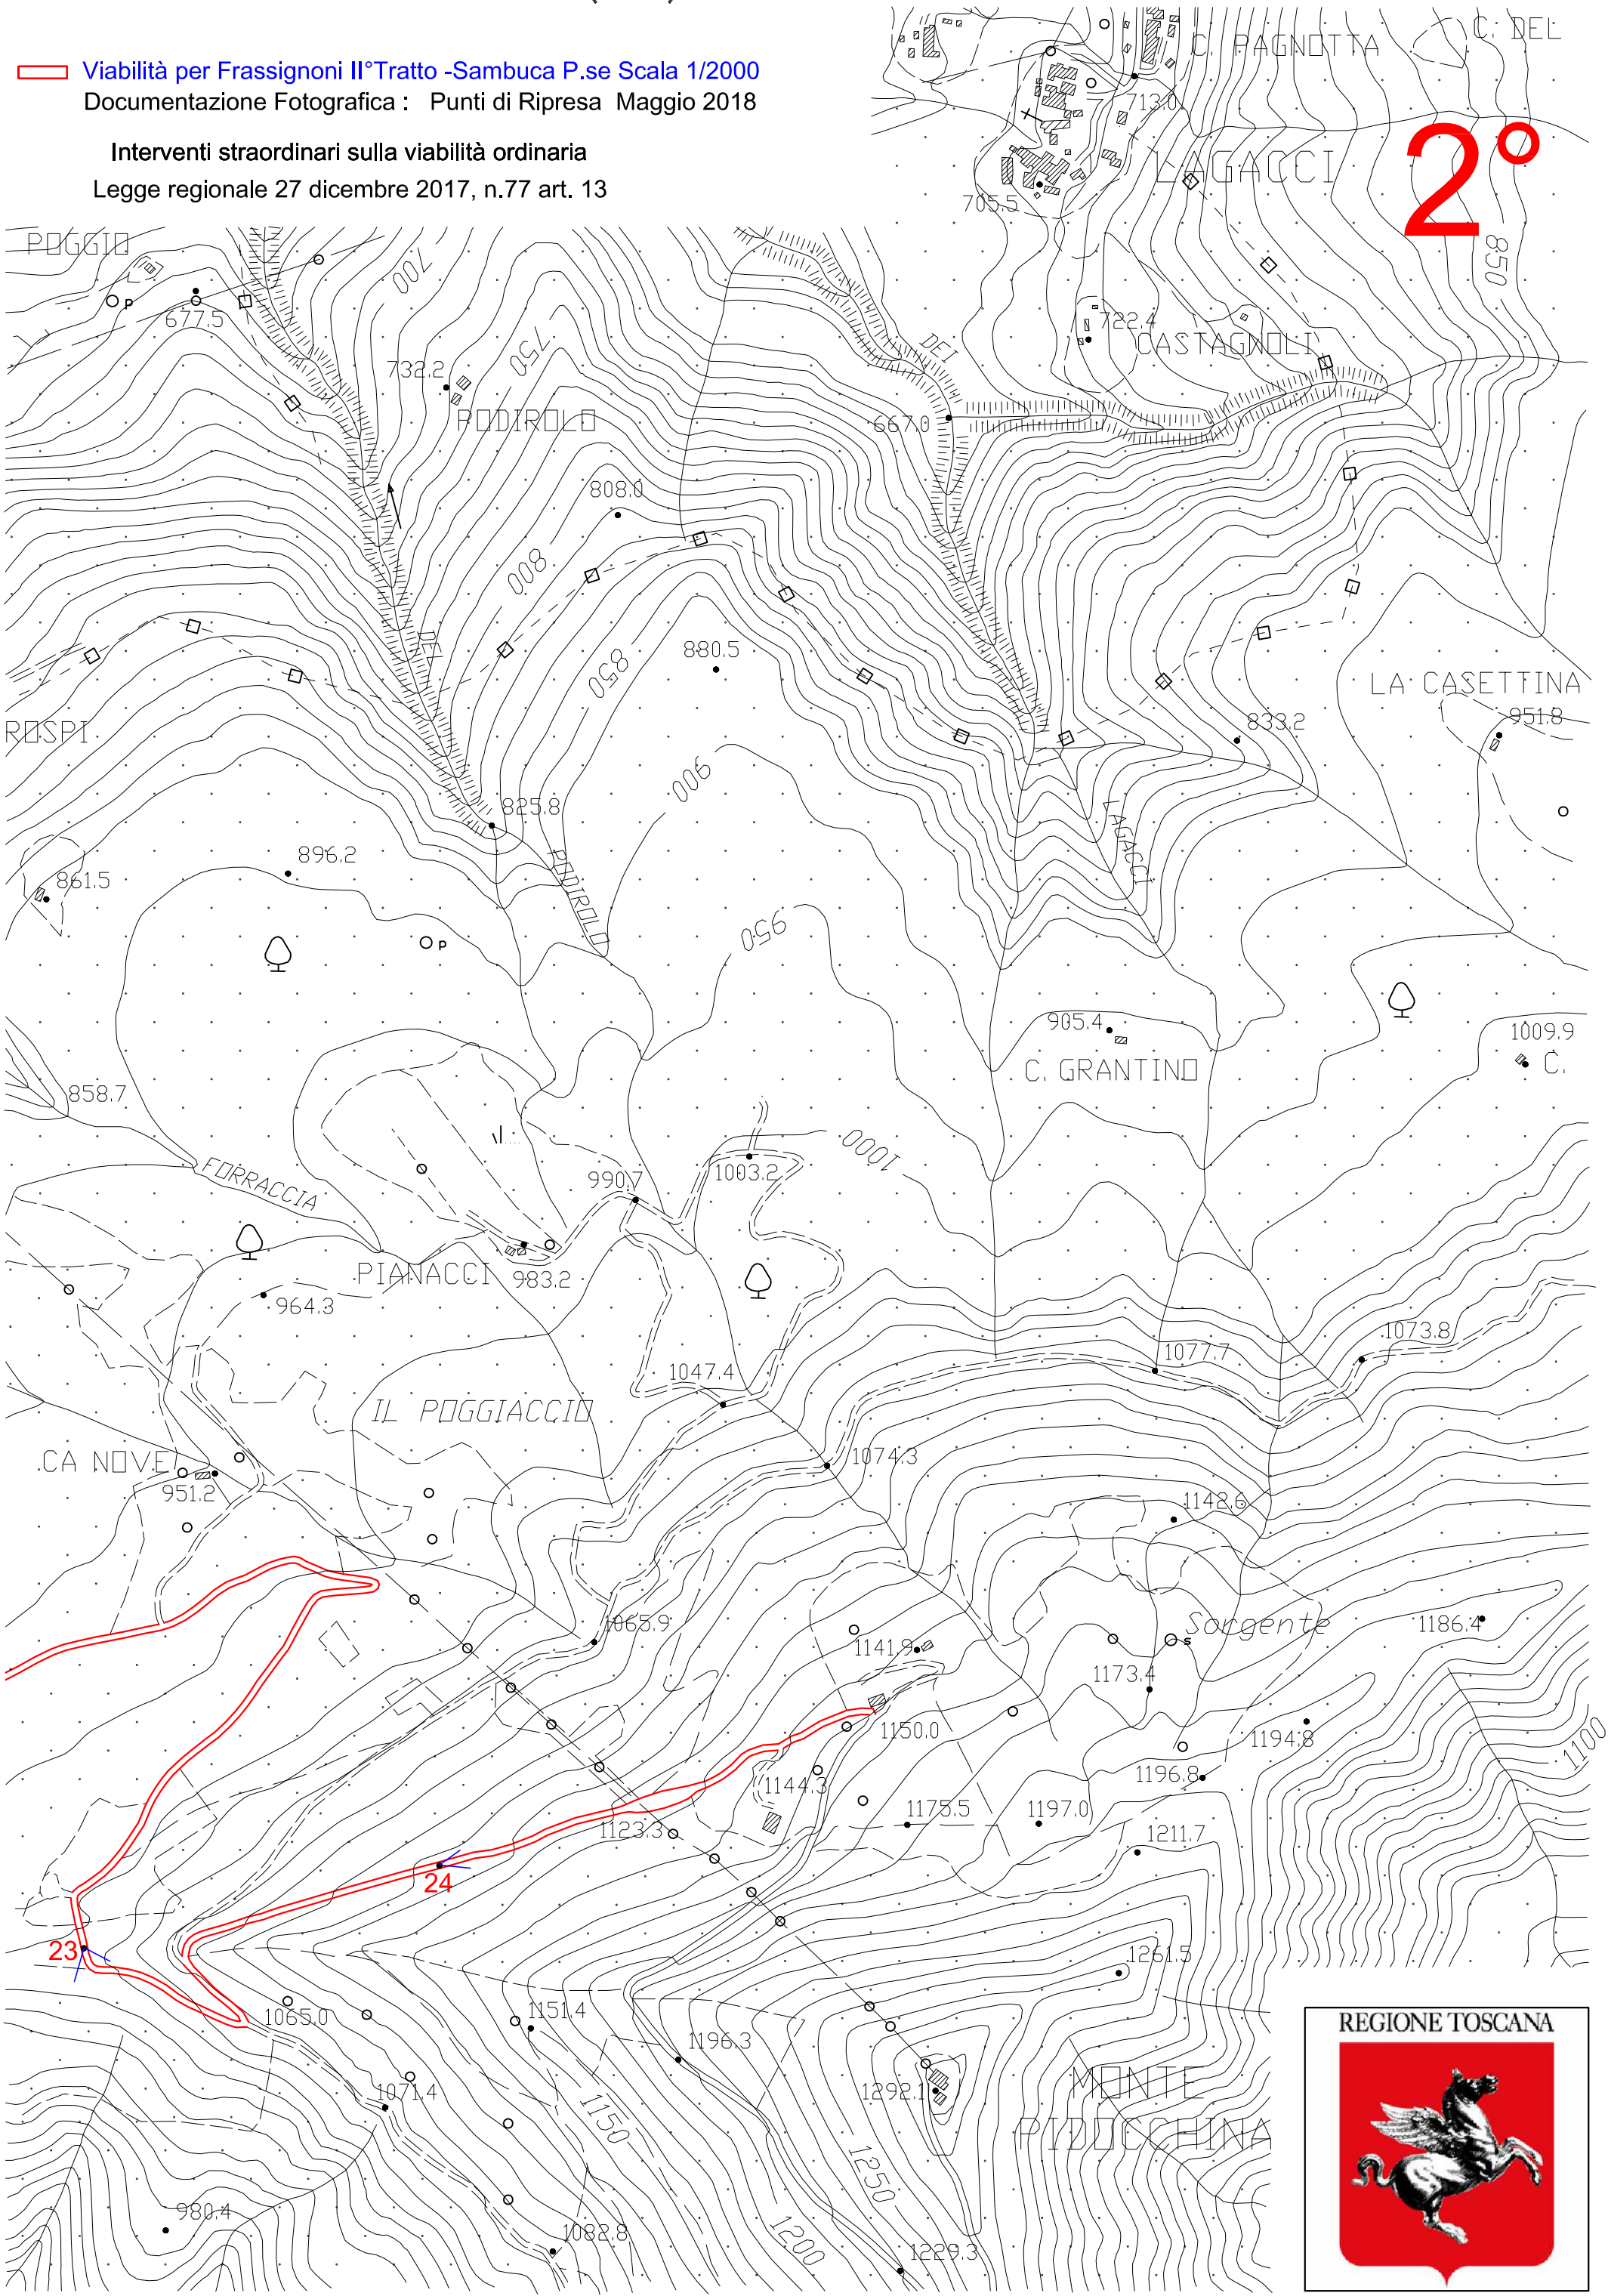 Viabilità per Frassignoni II°Tratto -Sambuca P.se Scala 1/2000
Documentazione Fotografica : Punti di Ripresa Maggio 2018
Interventi straordinari sulla viabilità ordinaria
Legge regionale 27 dicembre 2017, n.77 art. 13
2°
C. PAGNOTTA
C. DEL
713.0
LAGACCI
705.5
850
POGGIO
P
677.5
700
750
732.2
PODIROLO
DEI
722.4
CASTAGNOLI
667.0
808.0
800
DEL
880.5
850
LA CASETTINA
951.8
833.2
ROSPI
900
825.8
LAGACCI
896.2
861.5
PODIROLO
P
950
905.4
C. GRANTINO
1009.9
C.
858.7
1000
FORRACCIA
990.7
1003.2
PIANACCI
983.2
964.3
1073.8
1077.7
1047.4
IL POGGIACCIO
CA NOVE
951.2
1074.3
1142.6
1065.9
Sorgente
s
1186.4
1141.9
1173.4
1150.0
1194.8
1100
1144.3
1196.8
1175.5
1197.0
1123.3
1211.7
24
23
1261.5
1065.0
1151.4
1196.3
1071.4
1292.1
MONTE
PIDOCCHINA
1150
1250
980.4
1082.8
1200
1229.3
REGIONE TOSCANA